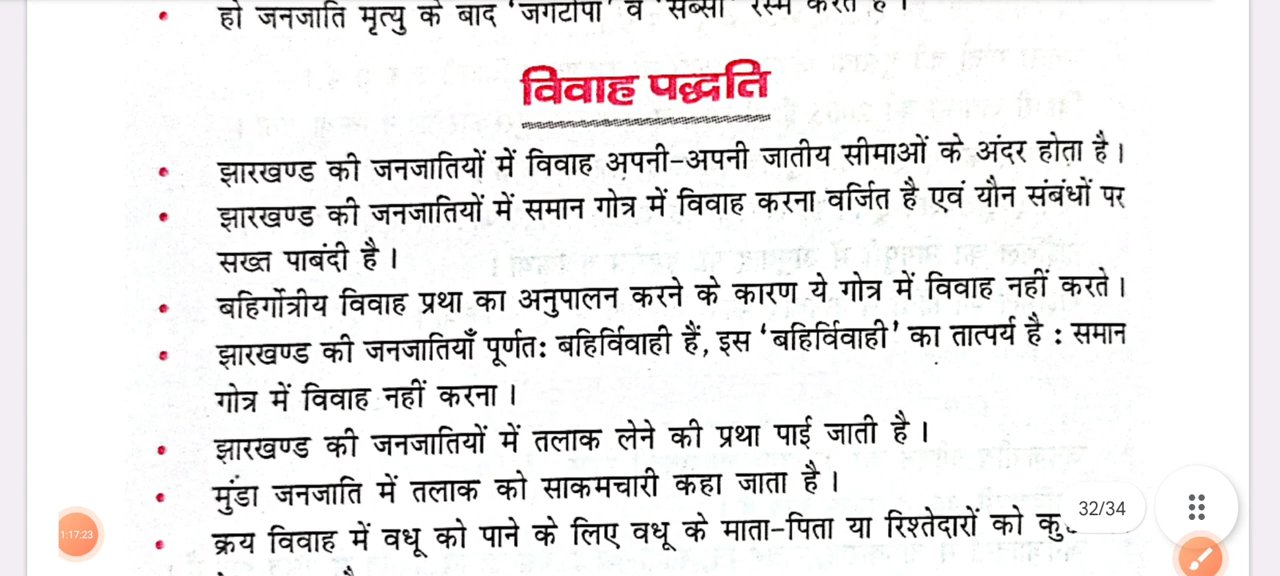 हो जनजाति मृत्यु के बाद 'जगटोपा' व 'सब्सो' रस्म करते है ।
विवाह पद्धति
• झारखण्ड की जनजातियों में विवाह अपनी-अपनी जातीय सीमाओं के अंदर होता है ।
• झारखण्ड की जनजातियों में समान गोत्र में विवाह करना वर्जित है एवं यौन संबंधों पर
सख्त पाबंदी है ।
• बहिर्गोत्रीय विवाह प्रथा का अनुपालन करने के कारण ये गोत्र में विवाह नहीं करते ।
• झारखण्ड की जनजातियाँ पूर्णत: बहिर्विवाही हैं, इस 'बहिर्विवाही' का तात्पर्य है : समान
गोत्र में विवाह नहीं करना ।
• झारखण्ड की जनजातियों में तलाक लेने की प्रथा पाई जाती है ।
• मुंडा जनजाति में तलाक को साकमचारी कहा जाता है ।
32/34
1:17:23
• क्रय विवाह में वधू को पाने के लिए वधू के माता-पिता या रिश्तेदारों को